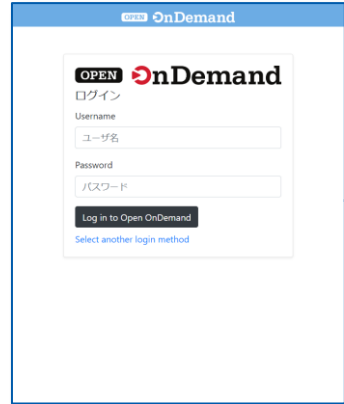 OPEN OnDemand
OPEN OnDemand
ログイン
Username
ユーザ名
Password
パスワード
Log in to Open OnDemand
Select another login method